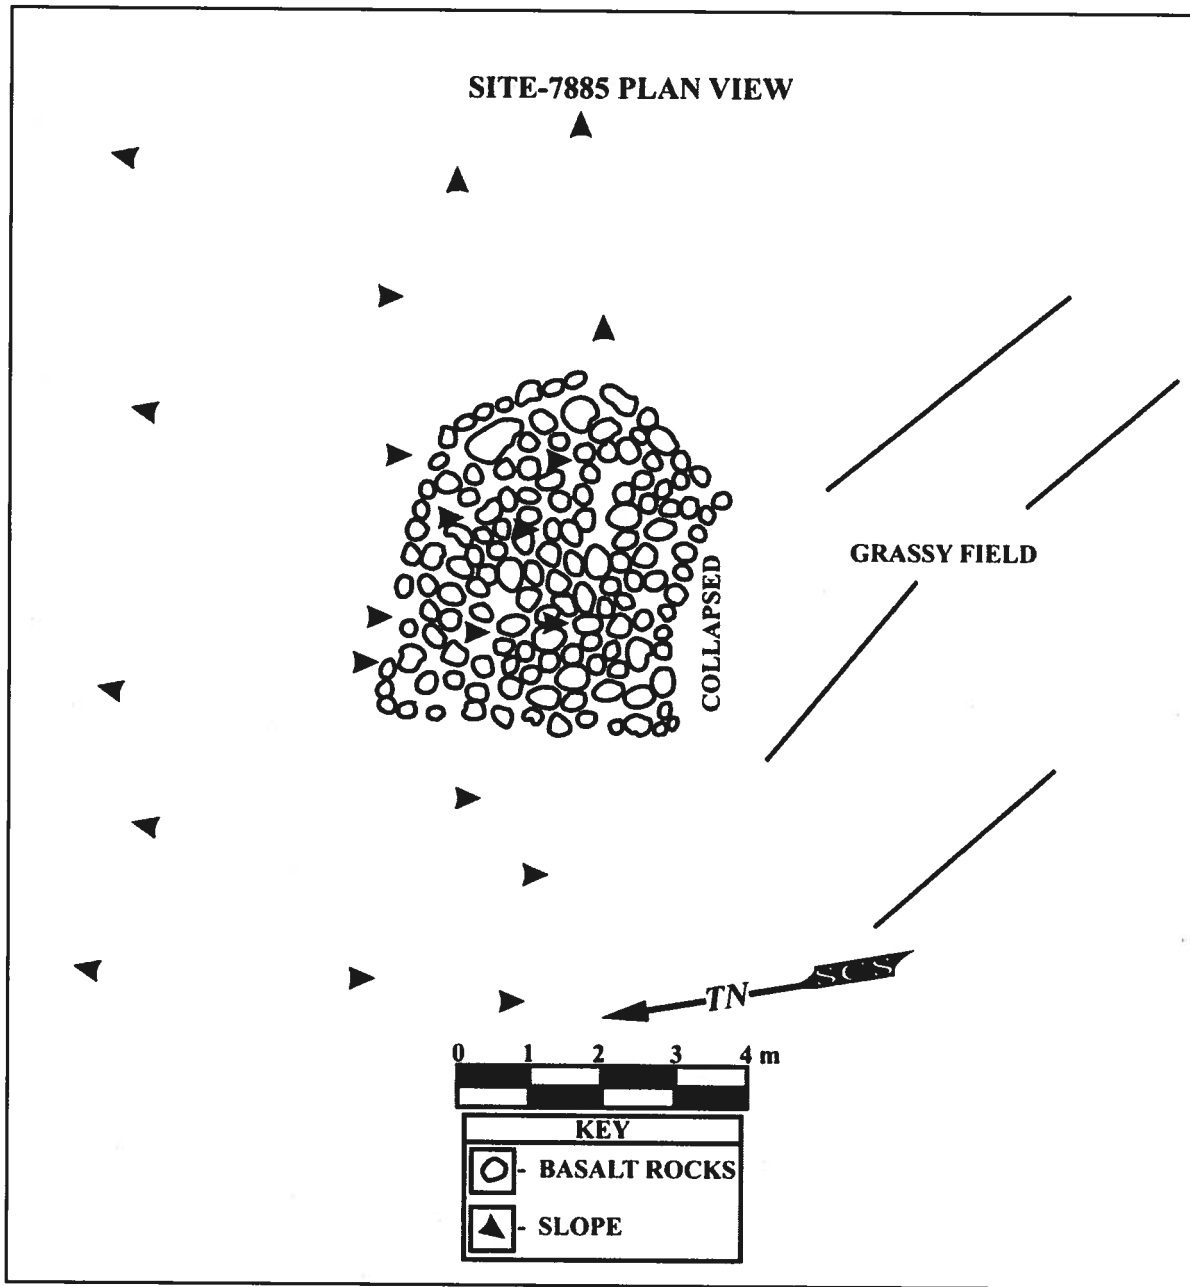 SITE-7885 PLAN VIEW
GRASSY FIELD
COLLAPSED
SCS
TN
0 1 2 3 4 m
KEY
- BASALT ROCKS
- SLOPE